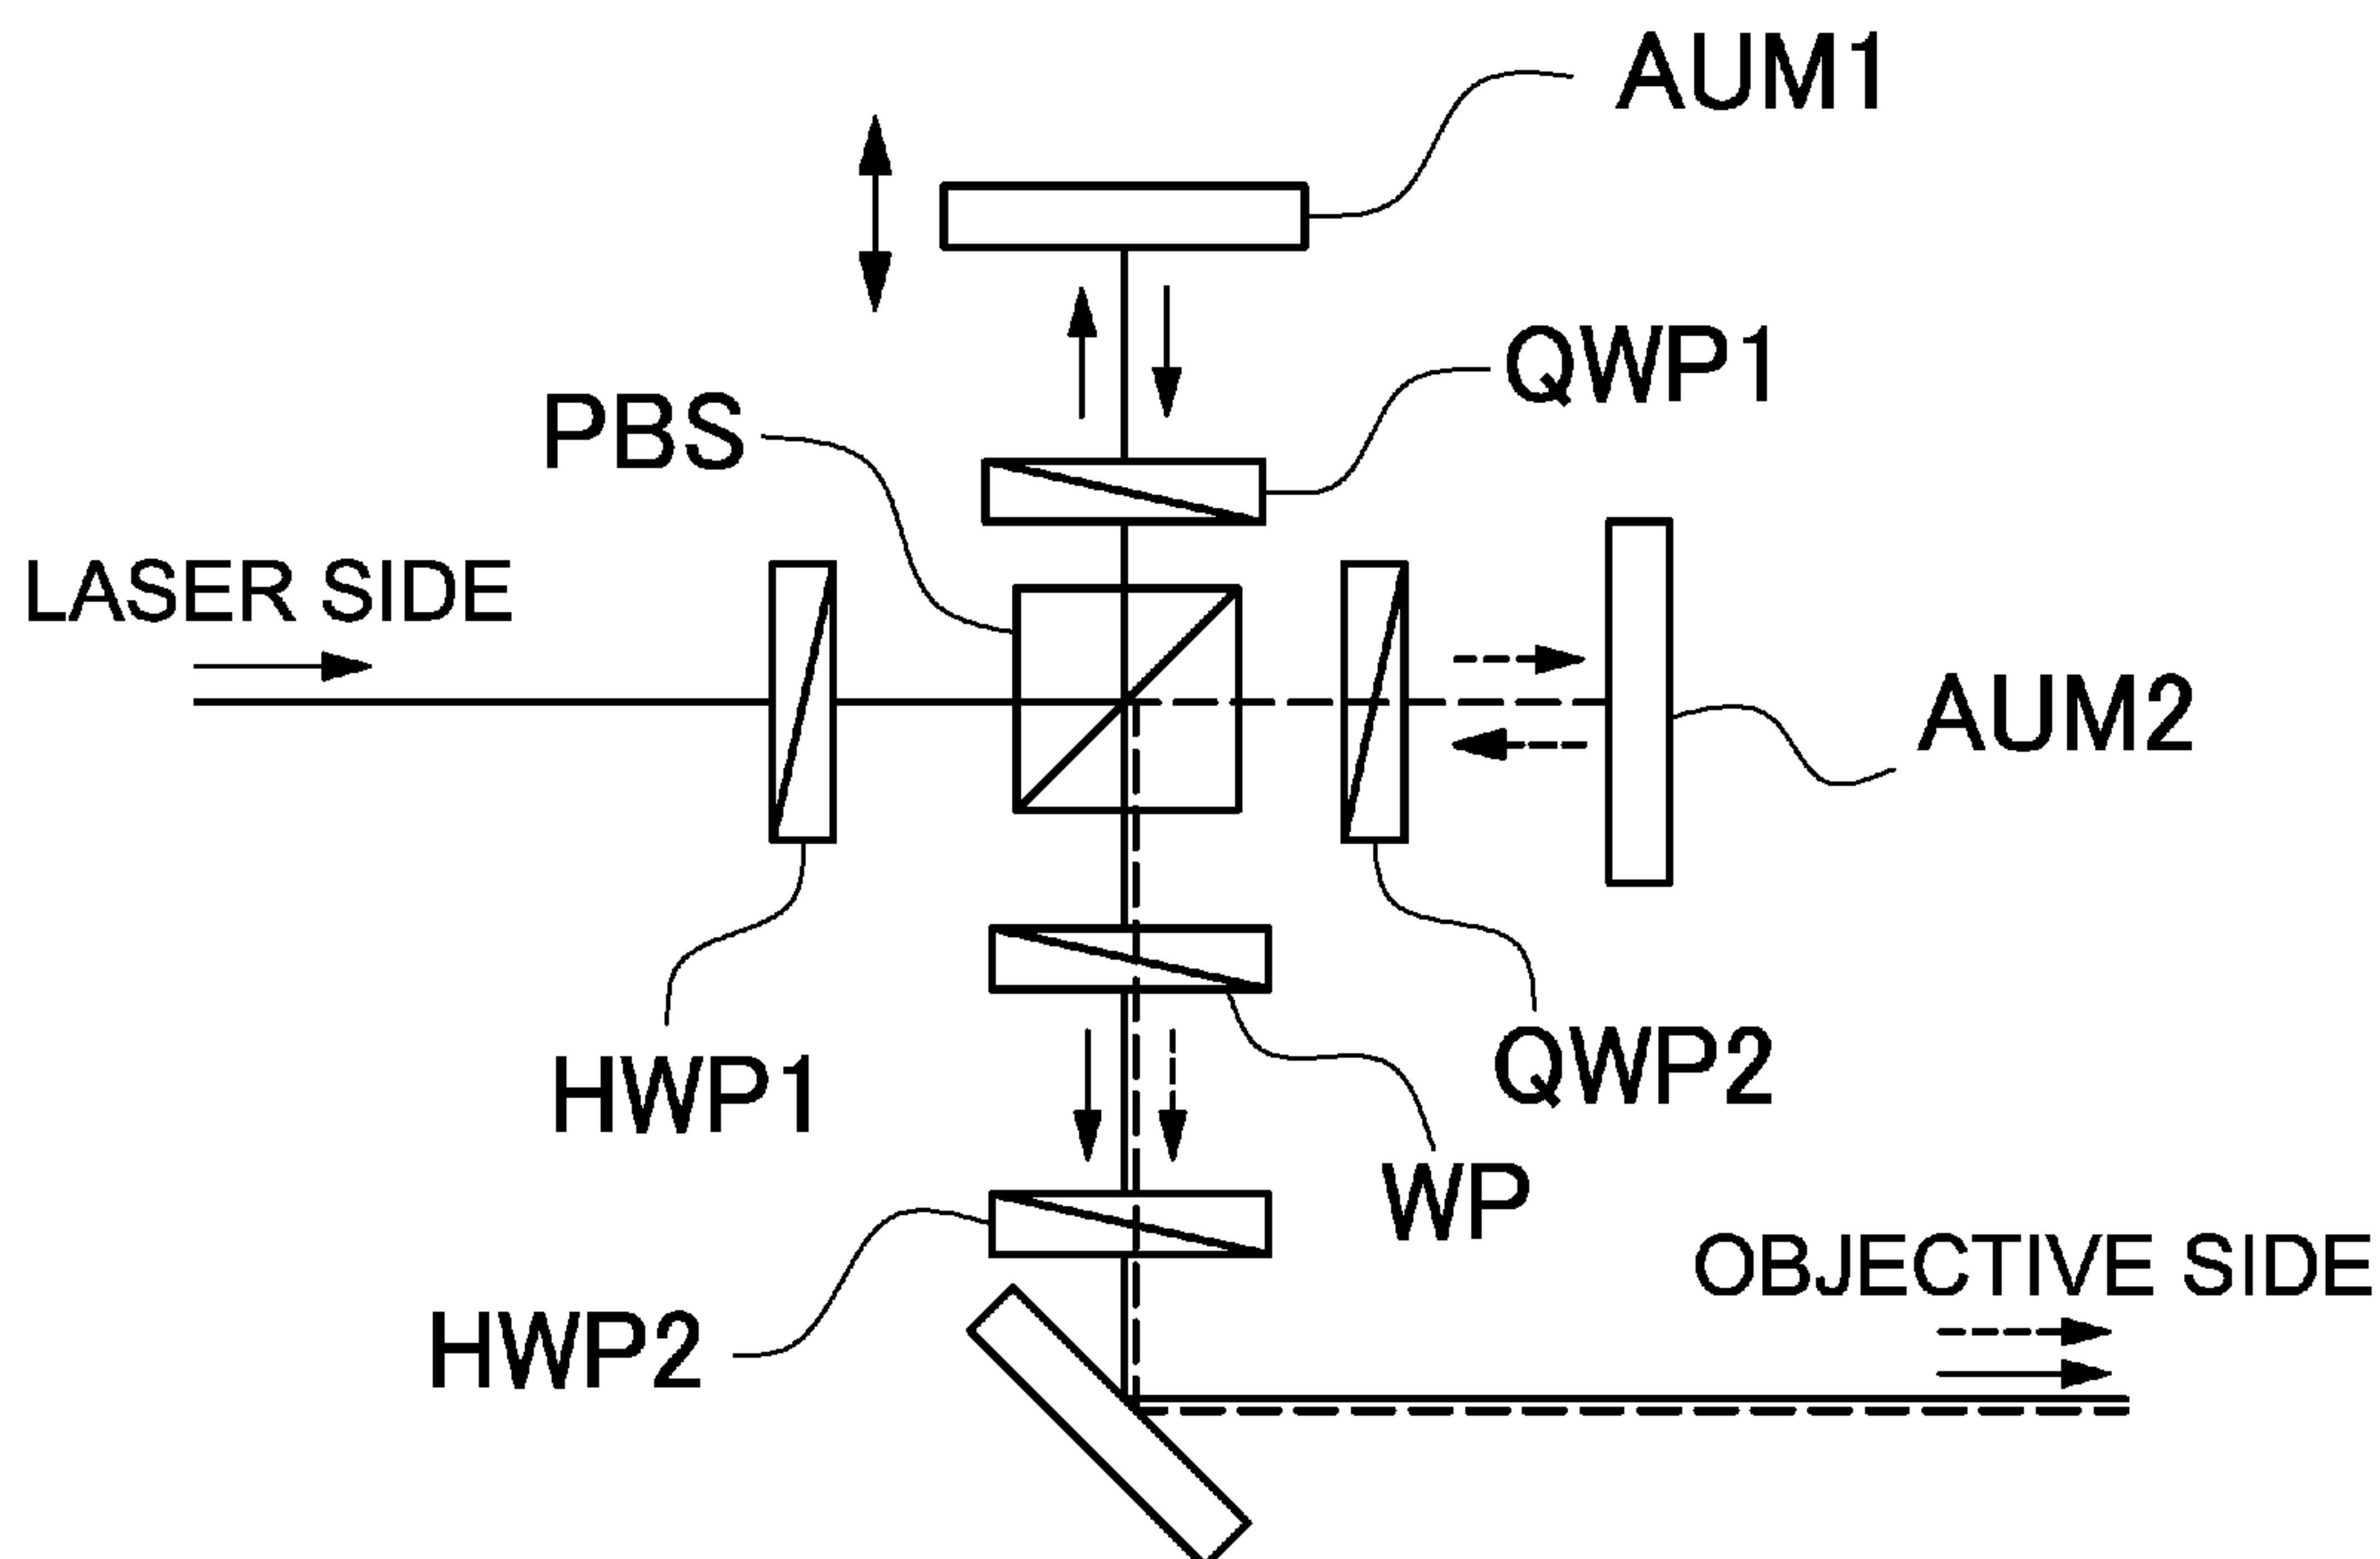 AUM1
QWP1
PBS
LASER SIDE
AUM2
HWP1
QWP2
WP
OBJECTIVE SIDE
HWP2